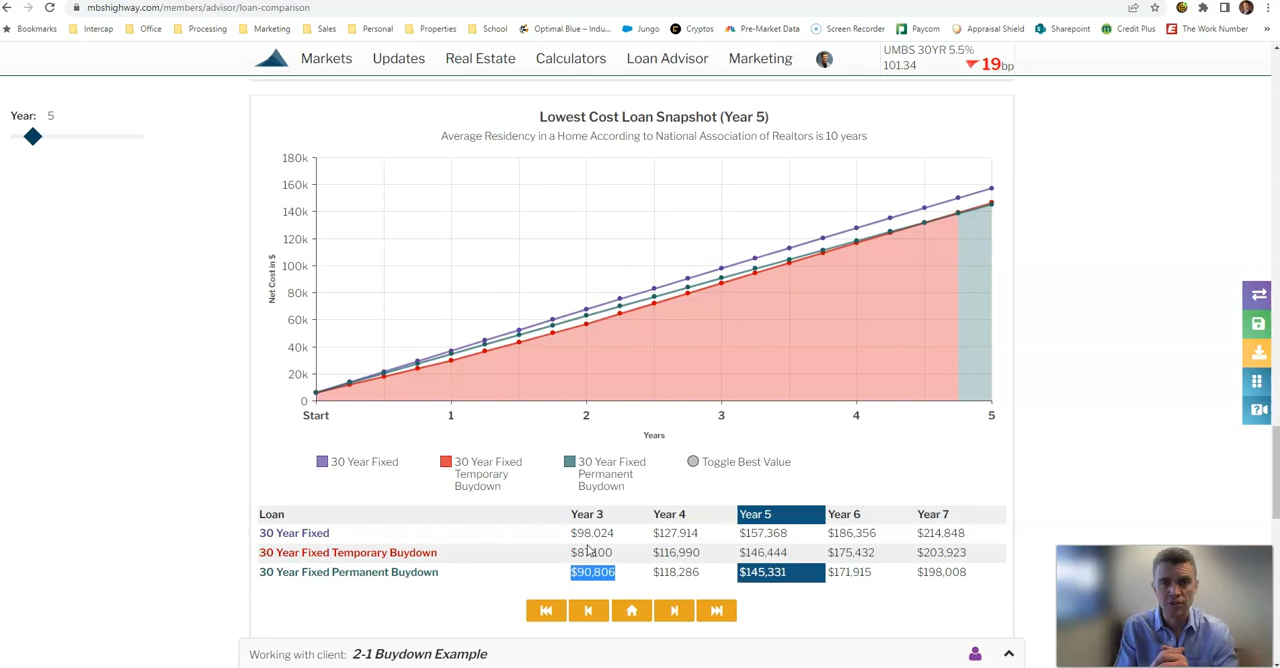 mbshighway.com/members/advisor/loan-comparison
Bookmarks Intercap Office Processing Marketing Sales Personal Properties School Optimal Blue – Indu... Jungo Cryptos Pre-Market Data Screen Recorder Paycom Appraisal Shield Sharepoint Credit Plus The Work Number »
Markets Updates Real Estate Calculators Loan Advisor Marketing
UMBS 30YR 5.5%
101.34 19bp
Year: 5
Lowest Cost Loan Snapshot (Year 5)
Average Residency in a Home According to National Association of Realtors is 10 years
180k
160k
140k
120k
100k
80k
60k
40k
20k
0
Net Cost in $
Start 1 2 3 4 5
Years
30 Year Fixed
30 Year Fixed Temporary Buydown
30 Year Fixed Permanent Buydown
Toggle Best Value
Loan Year 3 Year 4 Year 5 Year 6 Year 7
30 Year Fixed $98,024 $127,914 $157,368 $186,356 $214,848
30 Year Fixed Temporary Buydown $116,990 $146,444 $175,432 $203,923
30 Year Fixed Permanent Buydown $90,806 $118,286 $145,331 $171,915 $198,008
Working with client: 2-1 Buydown Example